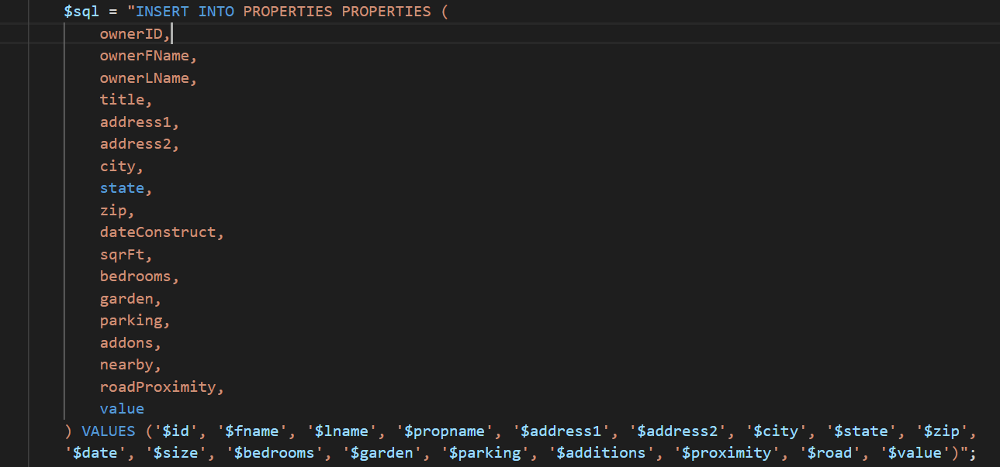 $sql = "INSERT INTO PROPERTIES PROPERTIES (
ownerID,
ownerFName,
ownerLName,
title,
address1,
address2,
city,
state,
zip,
dateConstruct,
sqrFt,
bedrooms,
garden,
parking,
addons,
nearby,
roadProximity,
value
) VALUES ('$id', '$fname', '$lname', '$propname', '$address1', '$address2', '$city', '$state', '$zip',
'$date', '$size', '$bedrooms', '$garden', '$parking', '$additions', '$proximity', '$road', '$value')";